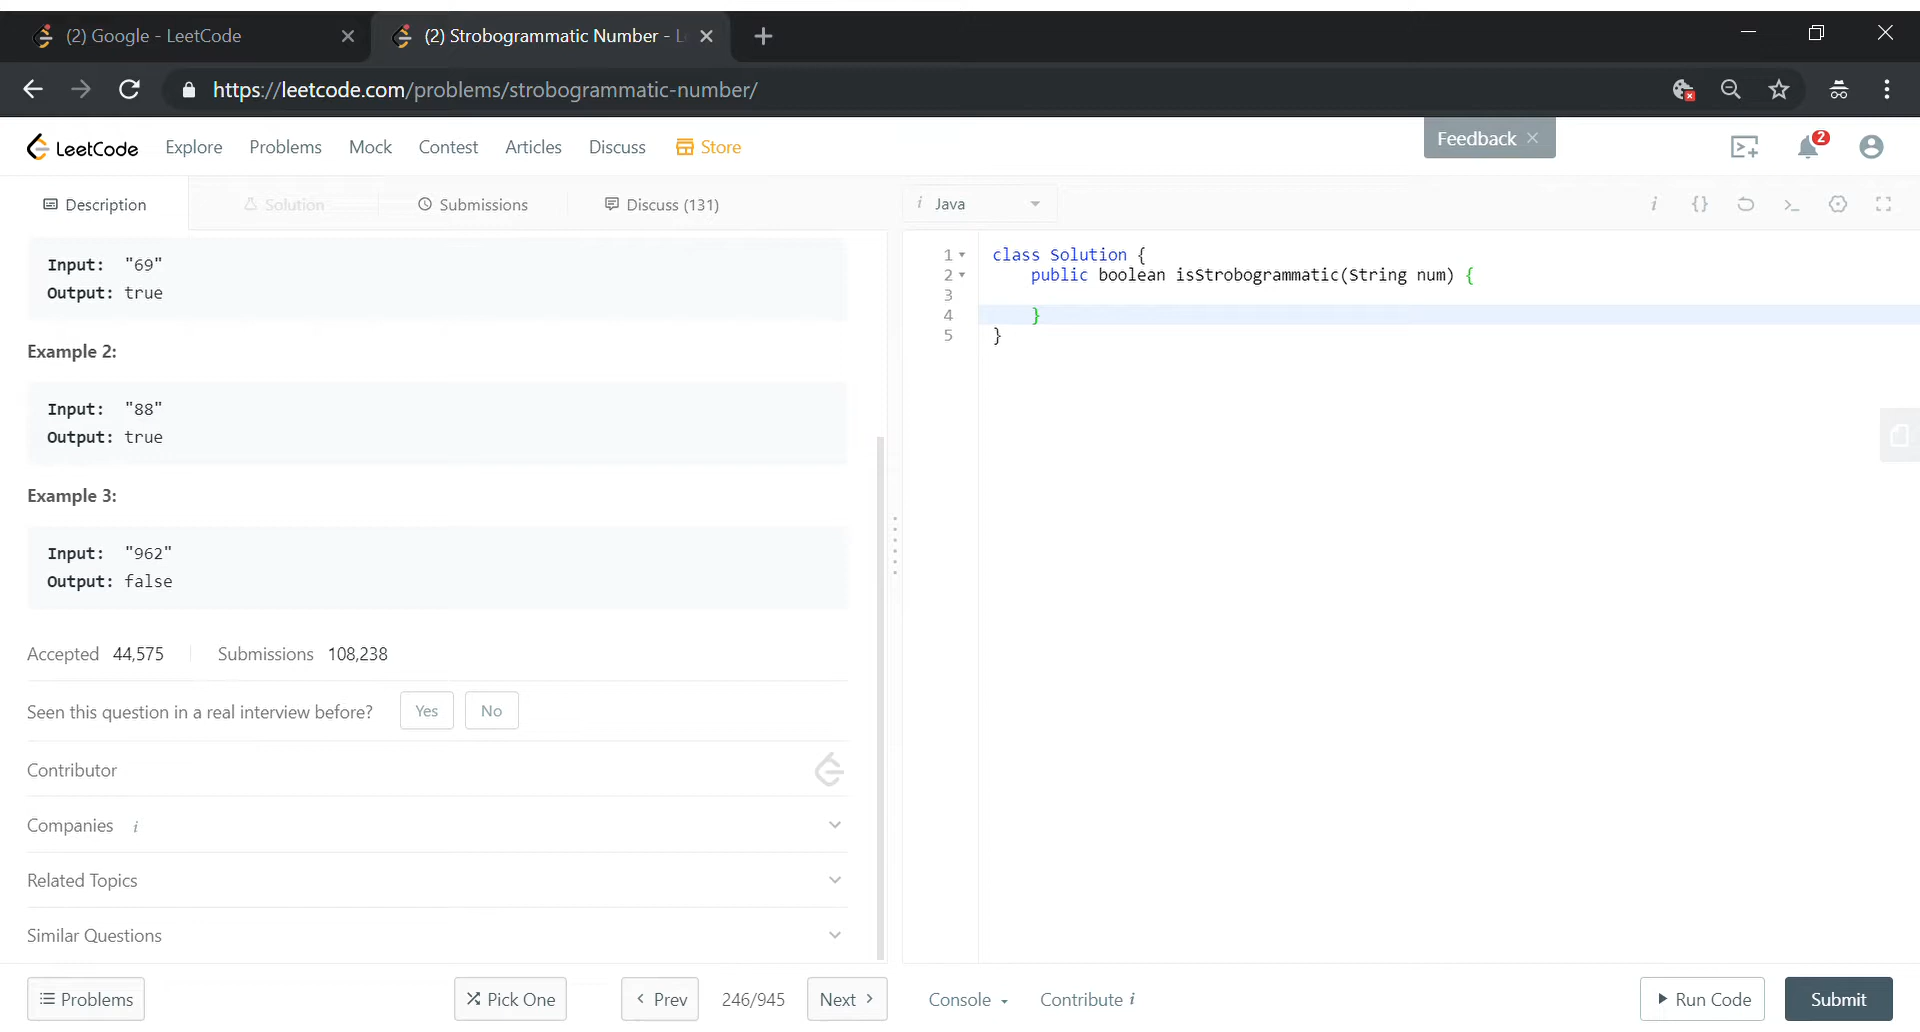 (2) Google - LeetCode
(2) Strobogrammatic Number - L
https://leetcode.com/problems/strobogrammatic-number/
LeetCode
Explore
Problems
Mock
Contest
Articles
Discuss
Store
Feedback
2
Description
Solution
Submissions
Discuss (131)
i Java
i
{}
>_
Input: "69"
Output: true
Example 2:
Input: "88"
Output: true
Example 3:
Input: "962"
Output: false
Accepted 44,575
Submissions 108,238
Seen this question in a real interview before?
Yes
No
Contributor
Companies i
Related Topics
Similar Questions
1 class Solution {
2 public boolean isStrobogrammatic(String num) {
3
4 }
5 }
Problems
Pick One
Prev
246/945
Next
Console
Contribute i
Run Code
Submit